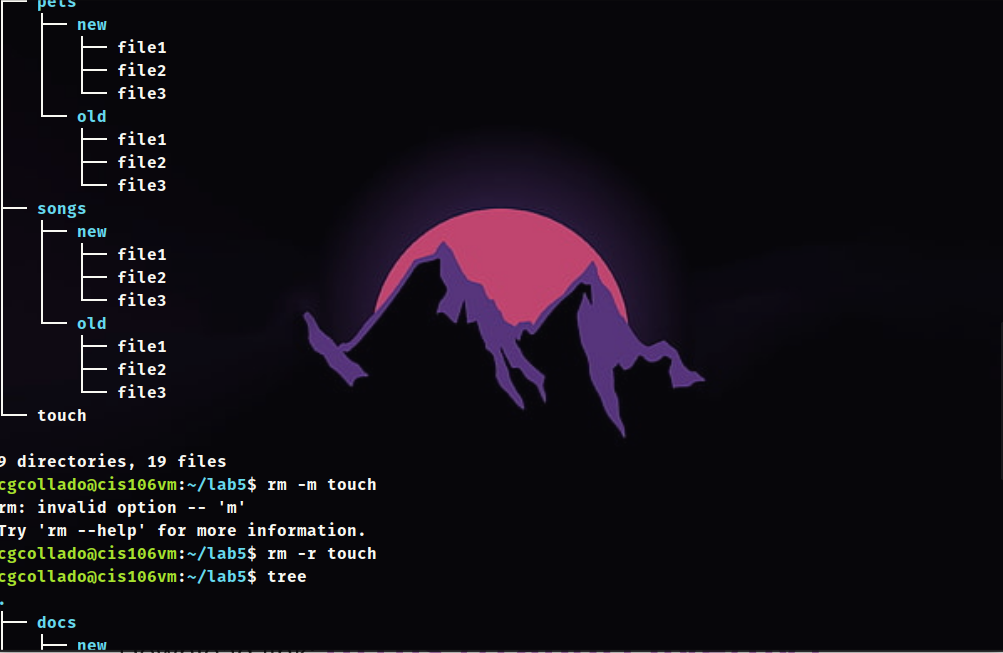 pets
new
file1
file2
file3
old
file1
file2
file3
songs
new
file1
file2
file3
old
file1
file2
file3
touch
9 directories, 19 files
cgcollado@cis106vm:~/lab5$ rm -m touch
rm: invalid option -- 'm'
Try 'rm --help' for more information.
cgcollado@cis106vm:~/lab5$ rm -r touch
cgcollado@cis106vm:~/lab5$ tree
.
docs
new